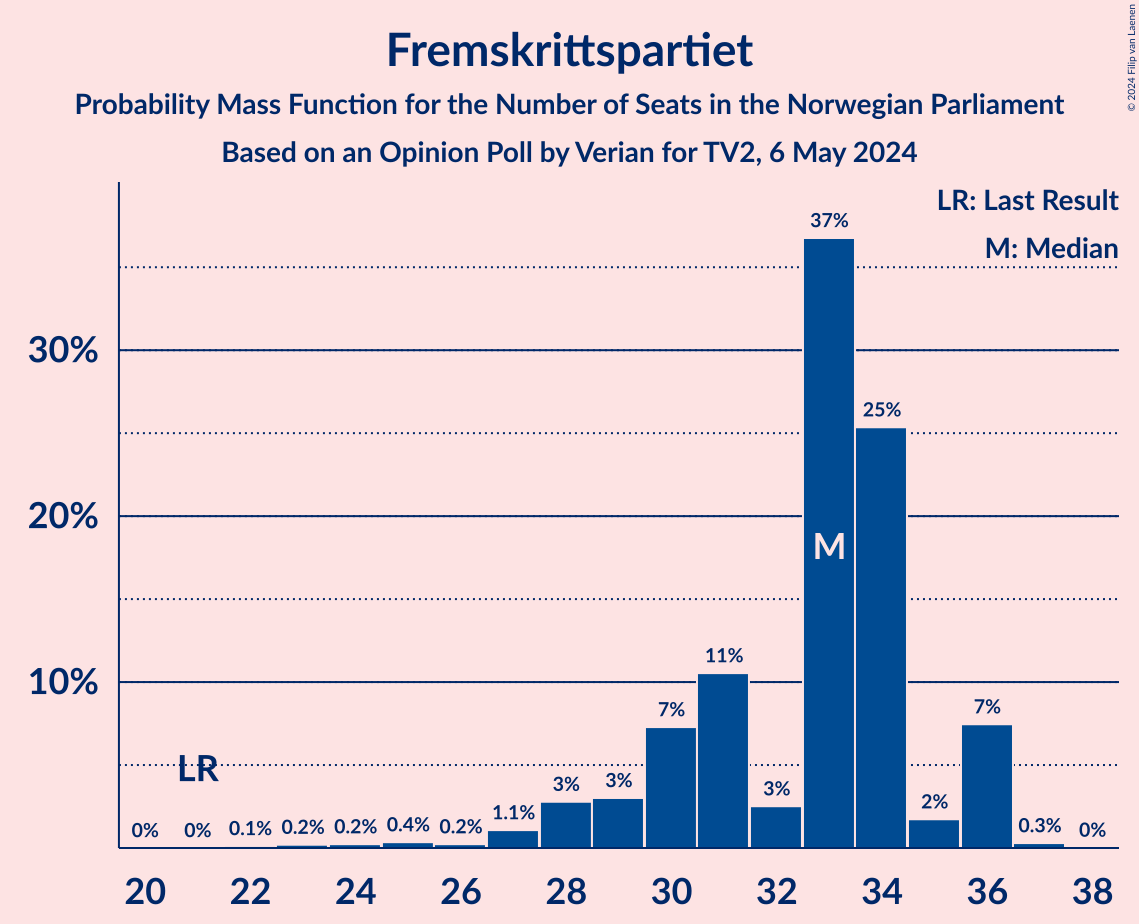 Fremskrittspartiet
Probability Mass Function for the Number of Seats in the Norwegian Parliament
Based on an Opinion Poll by Verian for TV2, 6 May 2024
© 2024 Filip van Laenen
LR: Last Result
M: Median
37%
30%
25%
20%
M
11%
10%
7%
7%
LR
3%
3%
3%
2%
1.1%
0%
0%
0.1%
0.2%
0.2%
0.4%
0.2%
0.3%
0%
20 22 24 26 28 30 32 34 36 38